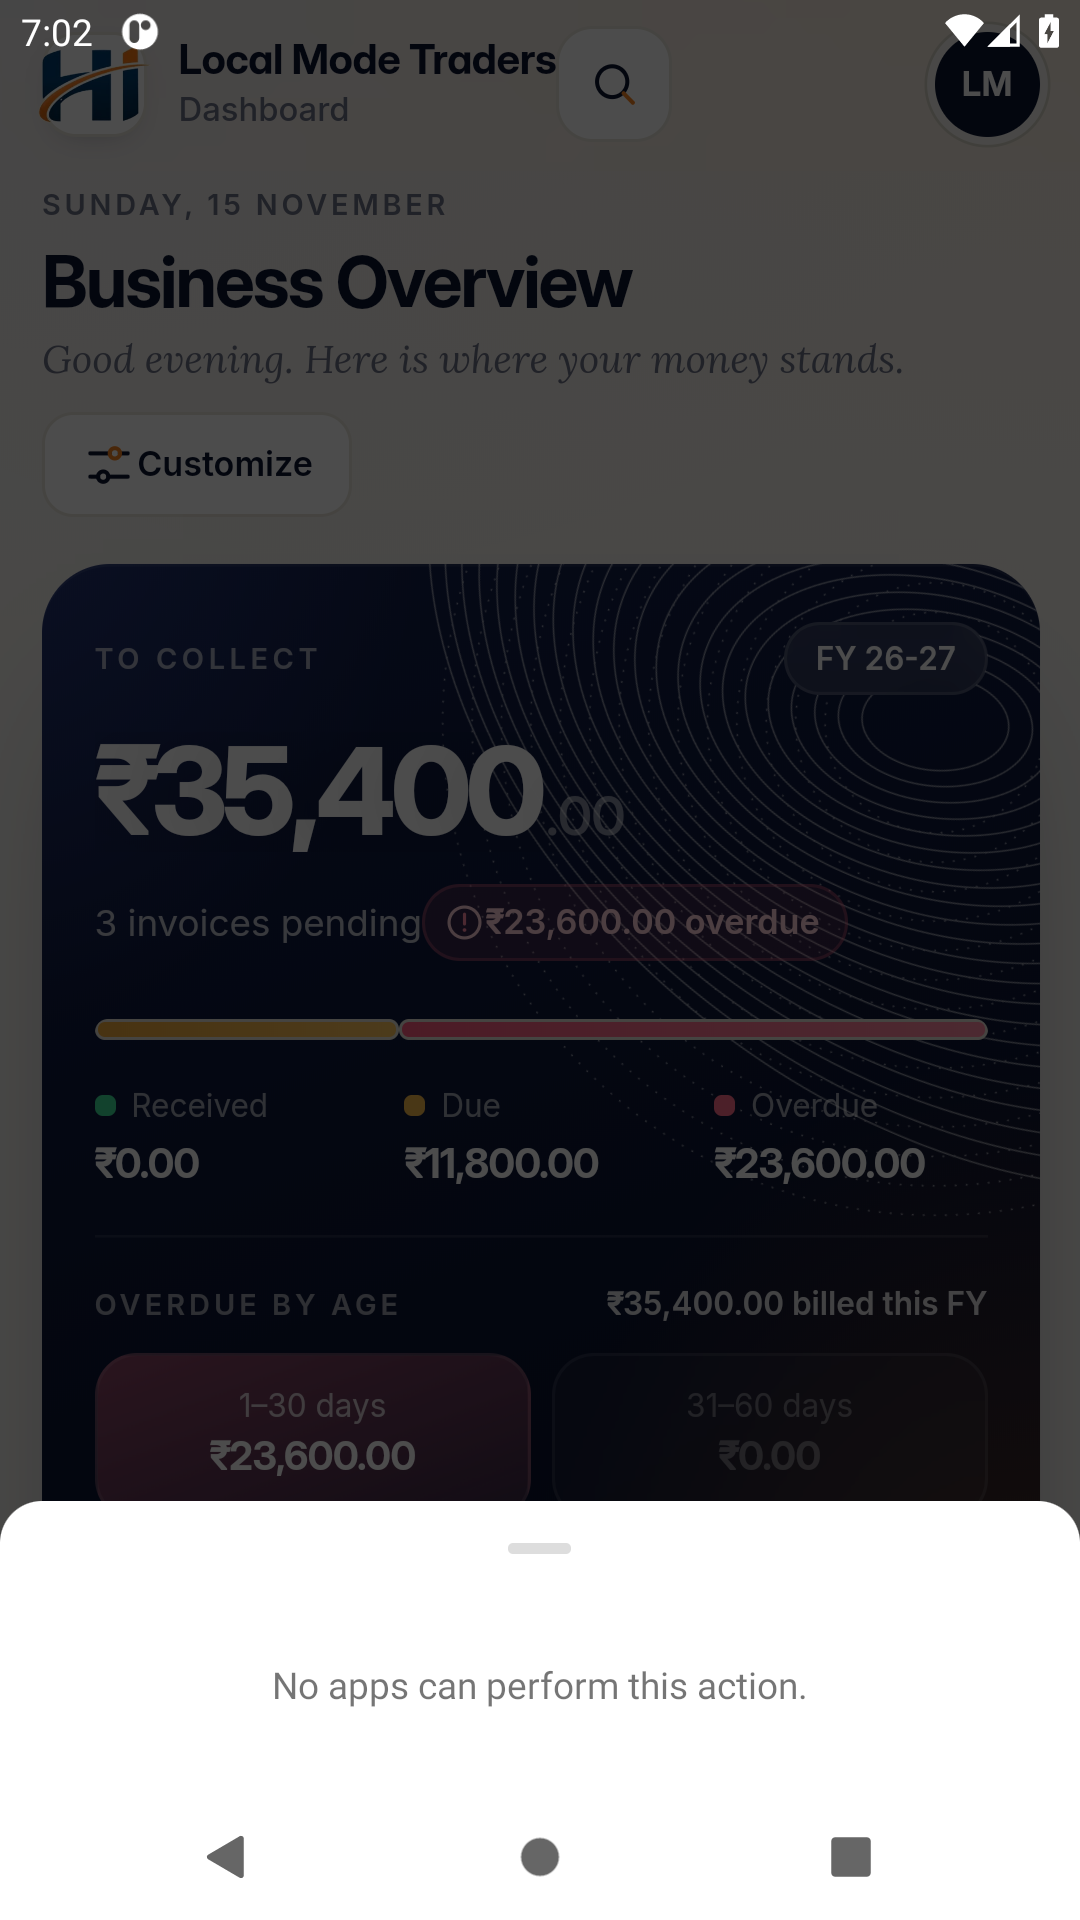 7:02
Hi
Local Mode Traders
Dashboard
LM
SUNDAY, 15 NOVEMBER
Business Overview
Good evening. Here is where your money stands.
Customize
TO COLLECT
FY 26-27
₹35,400.00
3 invoices pending
₹23,600.00 overdue
Received
Due
Overdue
₹0.00
₹11,800.00
₹23,600.00
OVERDUE BY AGE
₹35,400.00 billed this FY
1–30 days
31–60 days
₹23,600.00
₹0.00
No apps can perform this action.